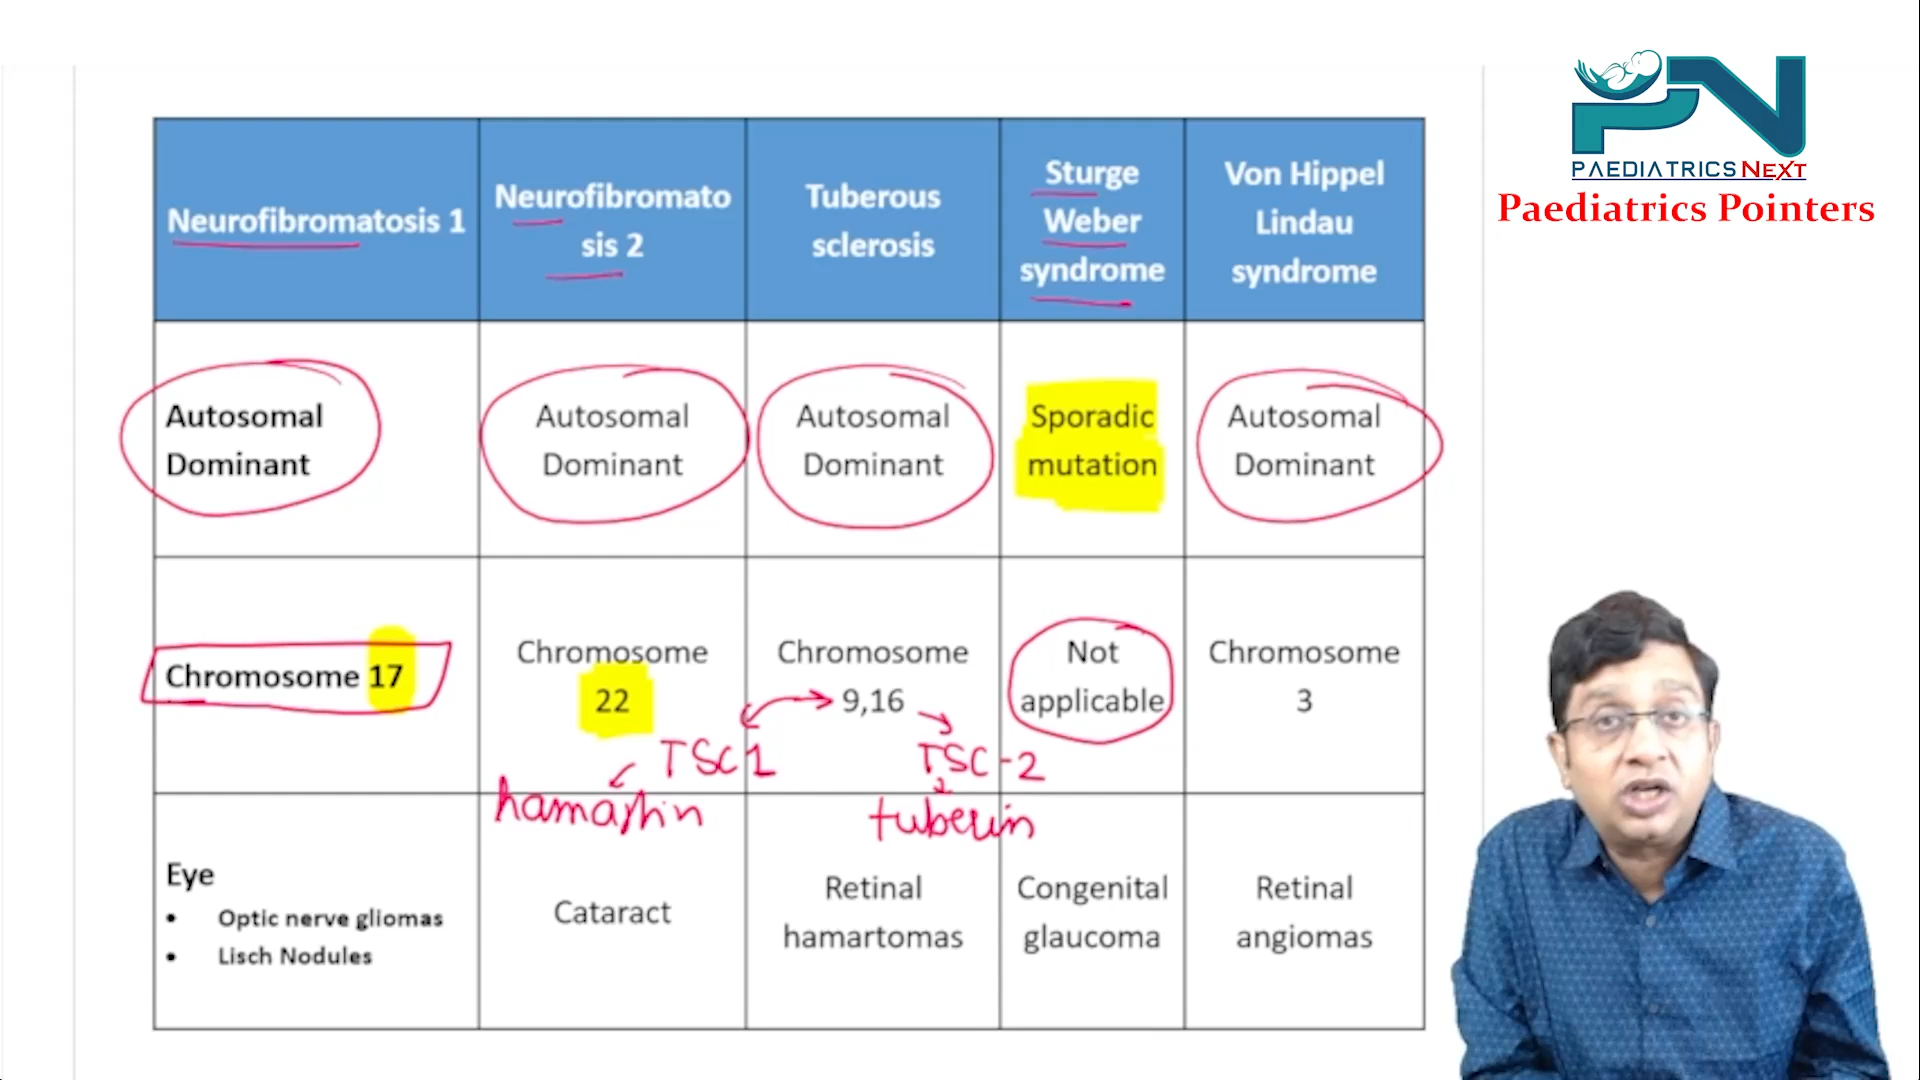 PAEDIATRICS NEXT
Paediatrics Pointers
Neurofibromatosis 1
Neurofibromato
sis 2
Tuberous
sclerosis
Sturge
Weber
syndrome
Von Hippel
Lindau
syndrome
Autosomal
Dominant
Autosomal
Dominant
Autosomal
Dominant
Sporadic
mutation
Autosomal
Dominant
Chromosome 17
Chromosome
22
Chromosome
9,16
Not
applicable
Chromosome
3
TSC1
TSC-2
hamartin
tuberin
Eye
• Optic nerve gliomas
• Lisch Nodules
Cataract
Retinal
hamartomas
Congenital
glaucoma
Retinal
angiomas